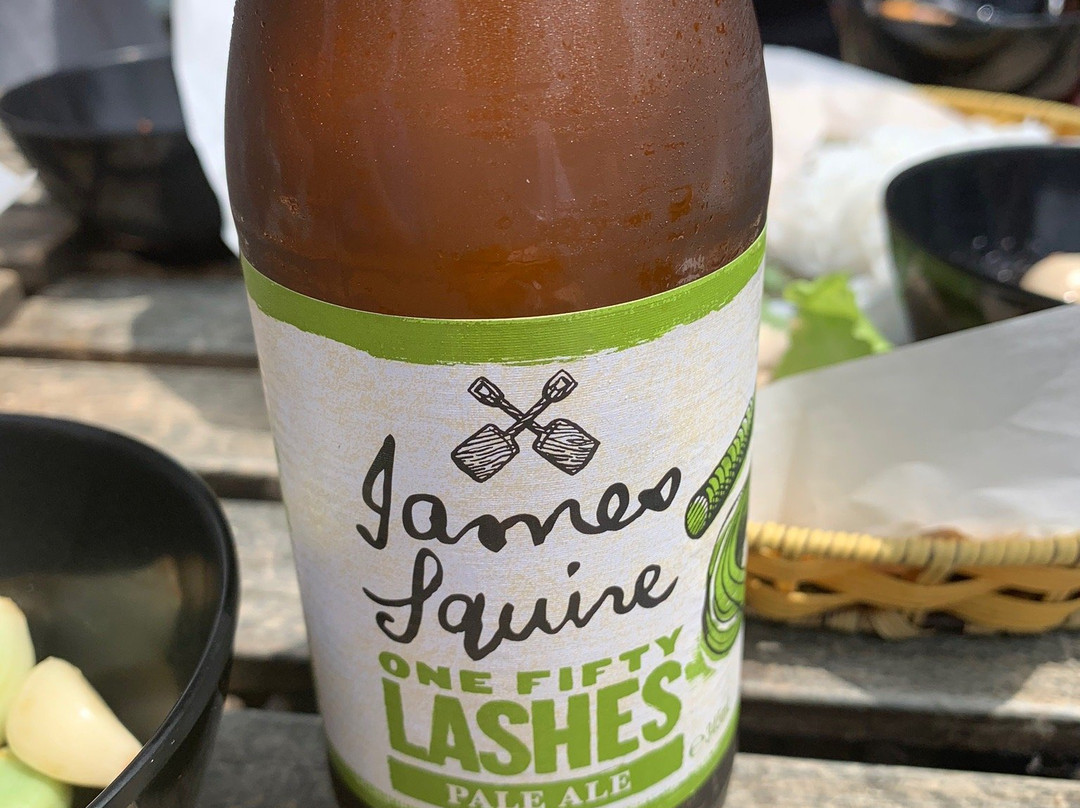 James
Squire
ONE FIFTY
LASHES
PALE ALE